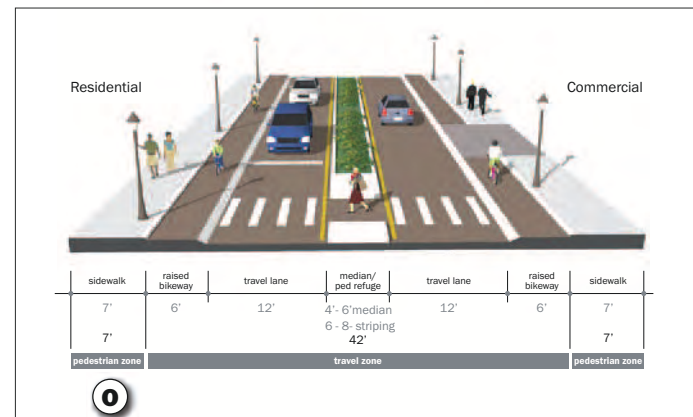 Residential Commercial
sidewalk raised bikeway travel lane median/ ped refuge travel lane raised bikeway sidewalk
7’ 6’ 12’ 4’- 6’median 12’ 6’ 7’
6 - 8- striping
7’ 42’ 7’
pedestrian zone travel zone pedestrian zone
O